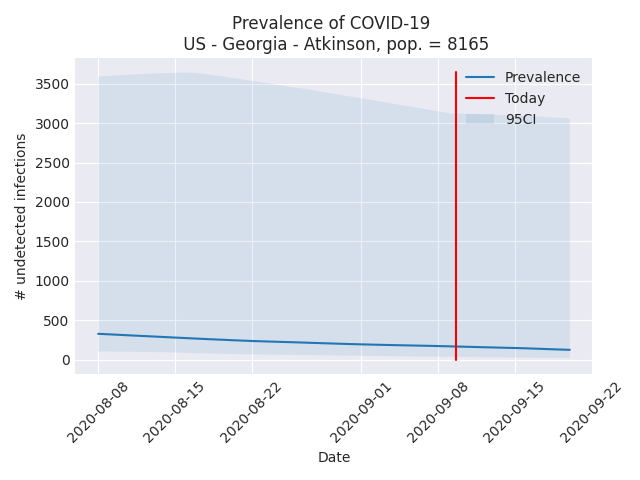 Prevalence of COVID-19
US - Georgia - Atkinson, pop. = 8165
Prevalence
Today
95CI
# undetected infections
3500
3000
2500
2000
1500
1000
500
0
2020-08-08
2020-08-15
2020-08-22
2020-09-01
2020-09-08
2020-09-15
2020-09-22
Date